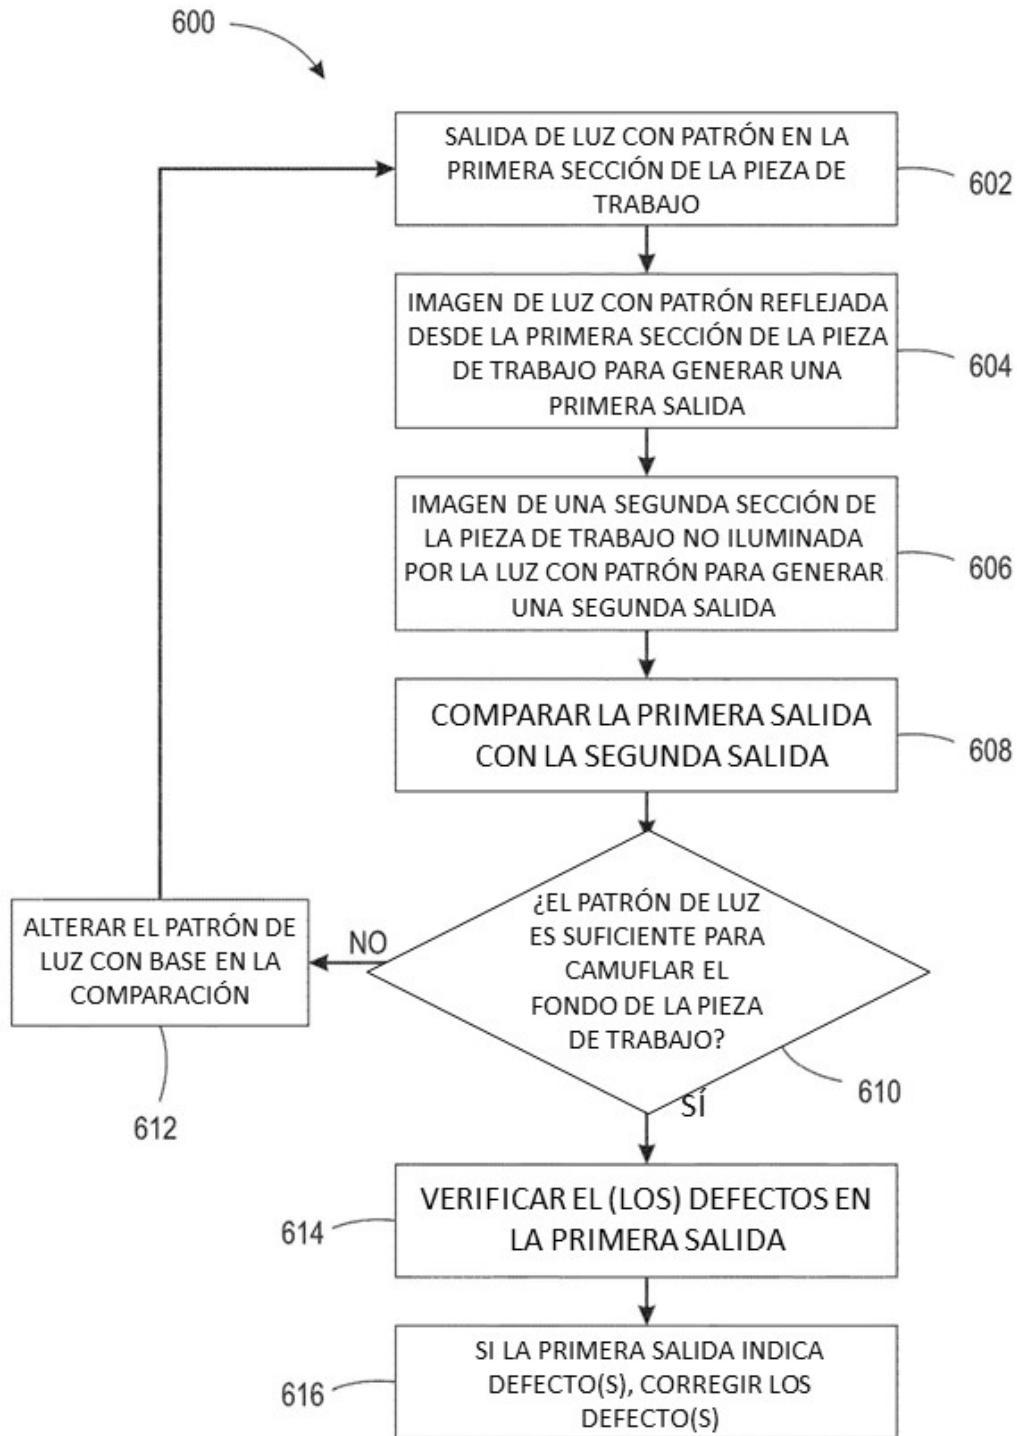 600
SALIDA DE LUZ CON PATRÓN EN LA
PRIMERA SECCIÓN DE LA PIEZA DE
TRABAJO
602
IMAGEN DE LUZ CON PATRÓN REFLEJADA
DESDE LA PRIMERA SECCIÓN DE LA PIEZA
DE TRABAJO PARA GENERAR UNA
PRIMERA SALIDA
604
IMAGEN DE UNA SEGUNDA SECCIÓN DE
LA PIEZA DE TRABAJO NO ILUMINADA
POR LA LUZ CON PATRÓN PARA GENERAR
UNA SEGUNDA SALIDA
606
COMPARAR LA PRIMERA SALIDA
CON LA SEGUNDA SALIDA
608
¿EL PATRÓN DE LUZ
ES SUFICIENTE PARA
CAMUFLAR EL
FONDO DE LA PIEZA
DE TRABAJO?
610
NO
ALTERAR EL PATRÓN DE
LUZ CON BASE EN LA
COMPARACIÓN
612
SÍ
VERIFICAR EL (LOS) DEFECTOS EN
LA PRIMERA SALIDA
614
SI LA PRIMERA SALIDA INDICA
DEFECTO(S), CORREGIR LOS
DEFECTO(S)
616